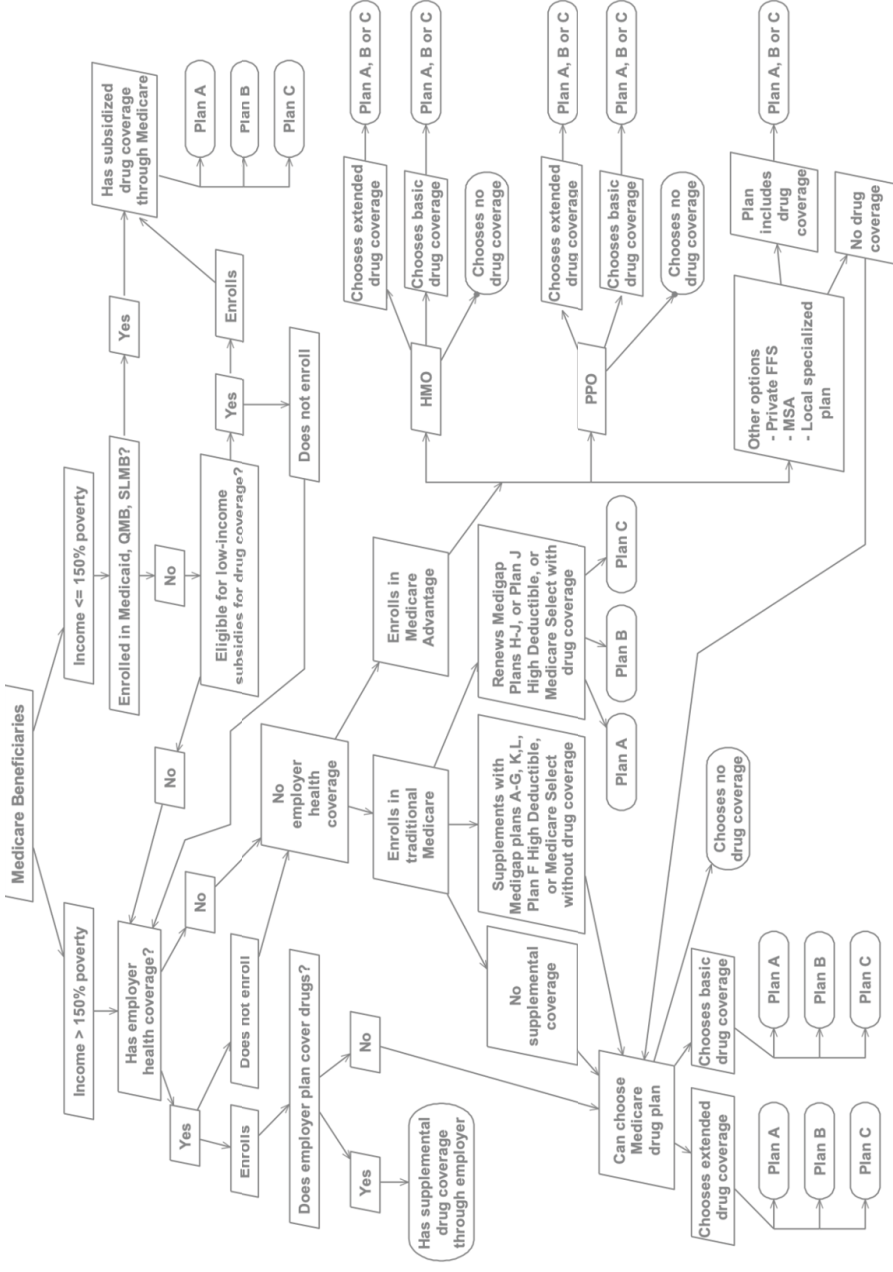 Medicare Beneficiaries
Income > 150% poverty
Income <= 150% poverty
Has employer
health coverage?
Enrolled in Medicaid, QMB, SLMB?
Yes
Has subsidized
drug coverage
through Medicare
Plan A
Plan B
Plan C
No
Eligible for low-income
subsidies for drug coverage?
No
Yes
Enrolls
Does not enroll
Yes
No
Enrolls
Does not enroll
No
employer
health
coverage
Does employer plan cover drugs?
Yes
No
Has supplemental
drug coverage
through employer
Enrolls in
traditional
Medicare
Enrolls in
Medicare
Advantage
No
supplemental
coverage
Supplements with
Medigap plans A-G, K,L,
Plan F High Deductible,
or Medicare Select
without drug coverage
Renews Medigap
Plans H-J, or Plan J
High Deductible, or
Medicare Select with
drug coverage
Plan A
Plan B
Plan C
HMO
Chooses extended
drug coverage
Plan A, B or C
Chooses basic
drug coverage
Plan A, B or C
Chooses no
drug coverage
PPO
Chooses extended
drug coverage
Plan A, B or C
Chooses basic
drug coverage
Plan A, B or C
Chooses no
drug coverage
Other options
- Private FFS
- MSA
- Local specialized
plan
Plan
includes
drug
coverage
Plan A, B or C
No drug
coverage
Can choose
Medicare
drug plan
Chooses extended
drug coverage
Plan A
Plan B
Plan C
Chooses basic
drug coverage
Plan A
Plan B
Plan C
Chooses no
drug coverage